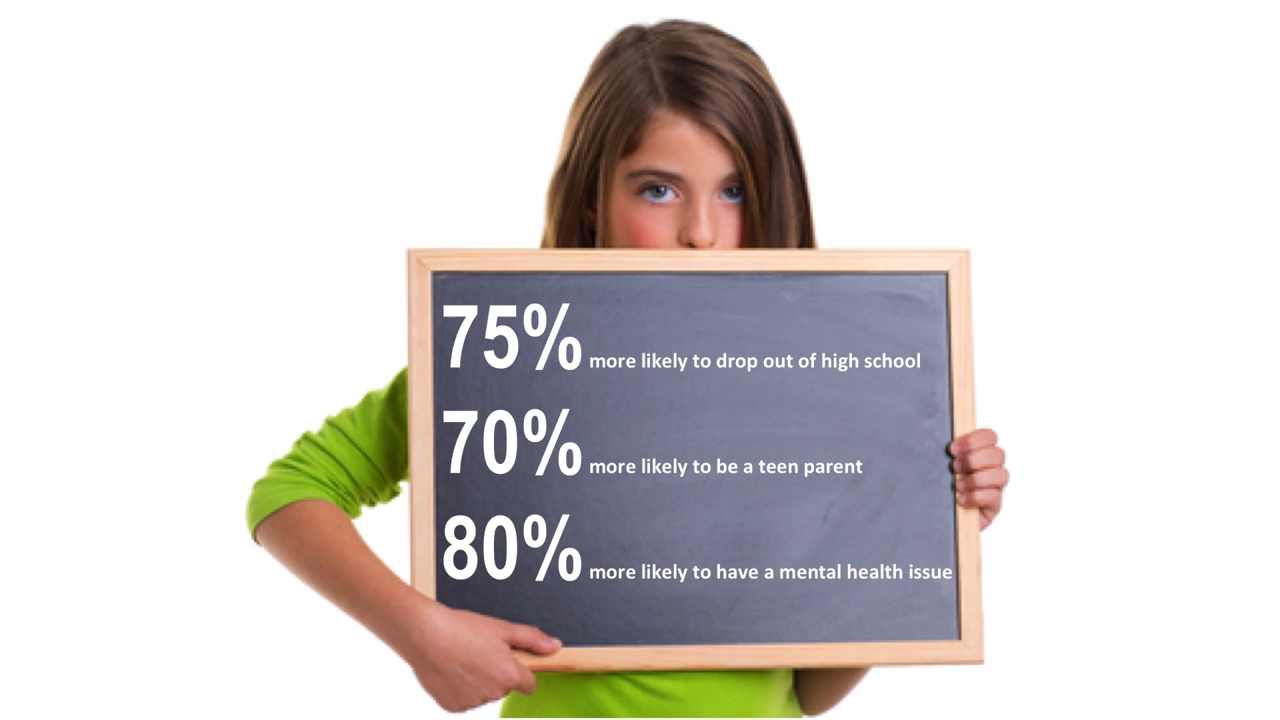 75% more likely to drop out of high school
70% more likely to be a teen parent
80% more likely to have a mental health issue